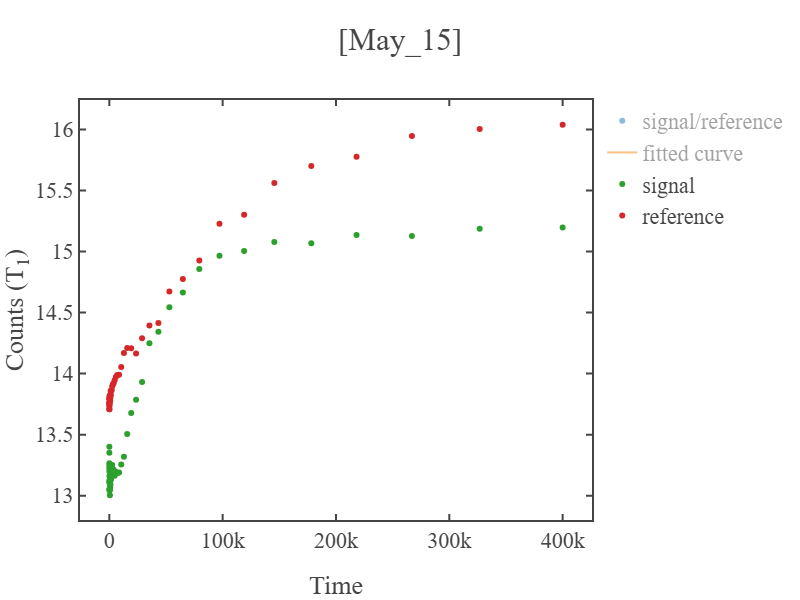 [May_15]
signal/reference
fitted curve
signal
reference
Counts (T1)
16
15.5
15
14.5
14
13.5
13
0 100k 200k 300k 400k
Time